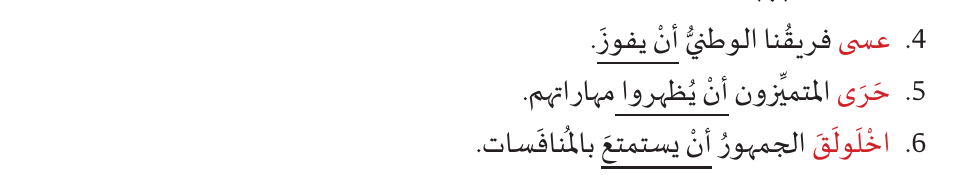 4. عسى فريقُنا الوطنيُّ أنْ يفوزَ.
5. حَرَى المتميِّزون أنْ يُظهروا مهاراتهم.
6. اخْلَولَقَ الجمهورُ أنْ يستمتعَ بالمُنافَسات.